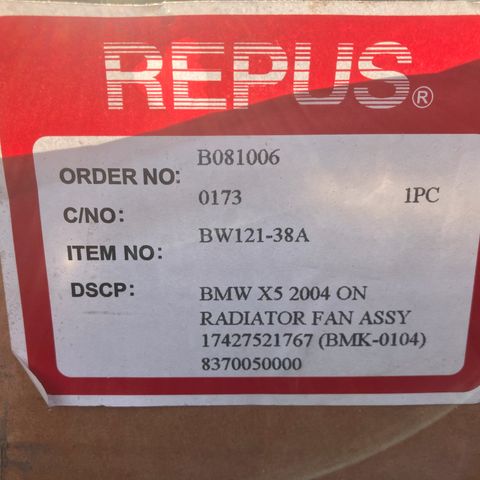 REPUS®
ORDER NO: B081006
C/NO: 0173 1PC
ITEM NO: BW121-38A
DSCP: BMW X5 2004 ON
RADIATOR FAN ASSY
17427521767 (BMK-0104)
8370050000